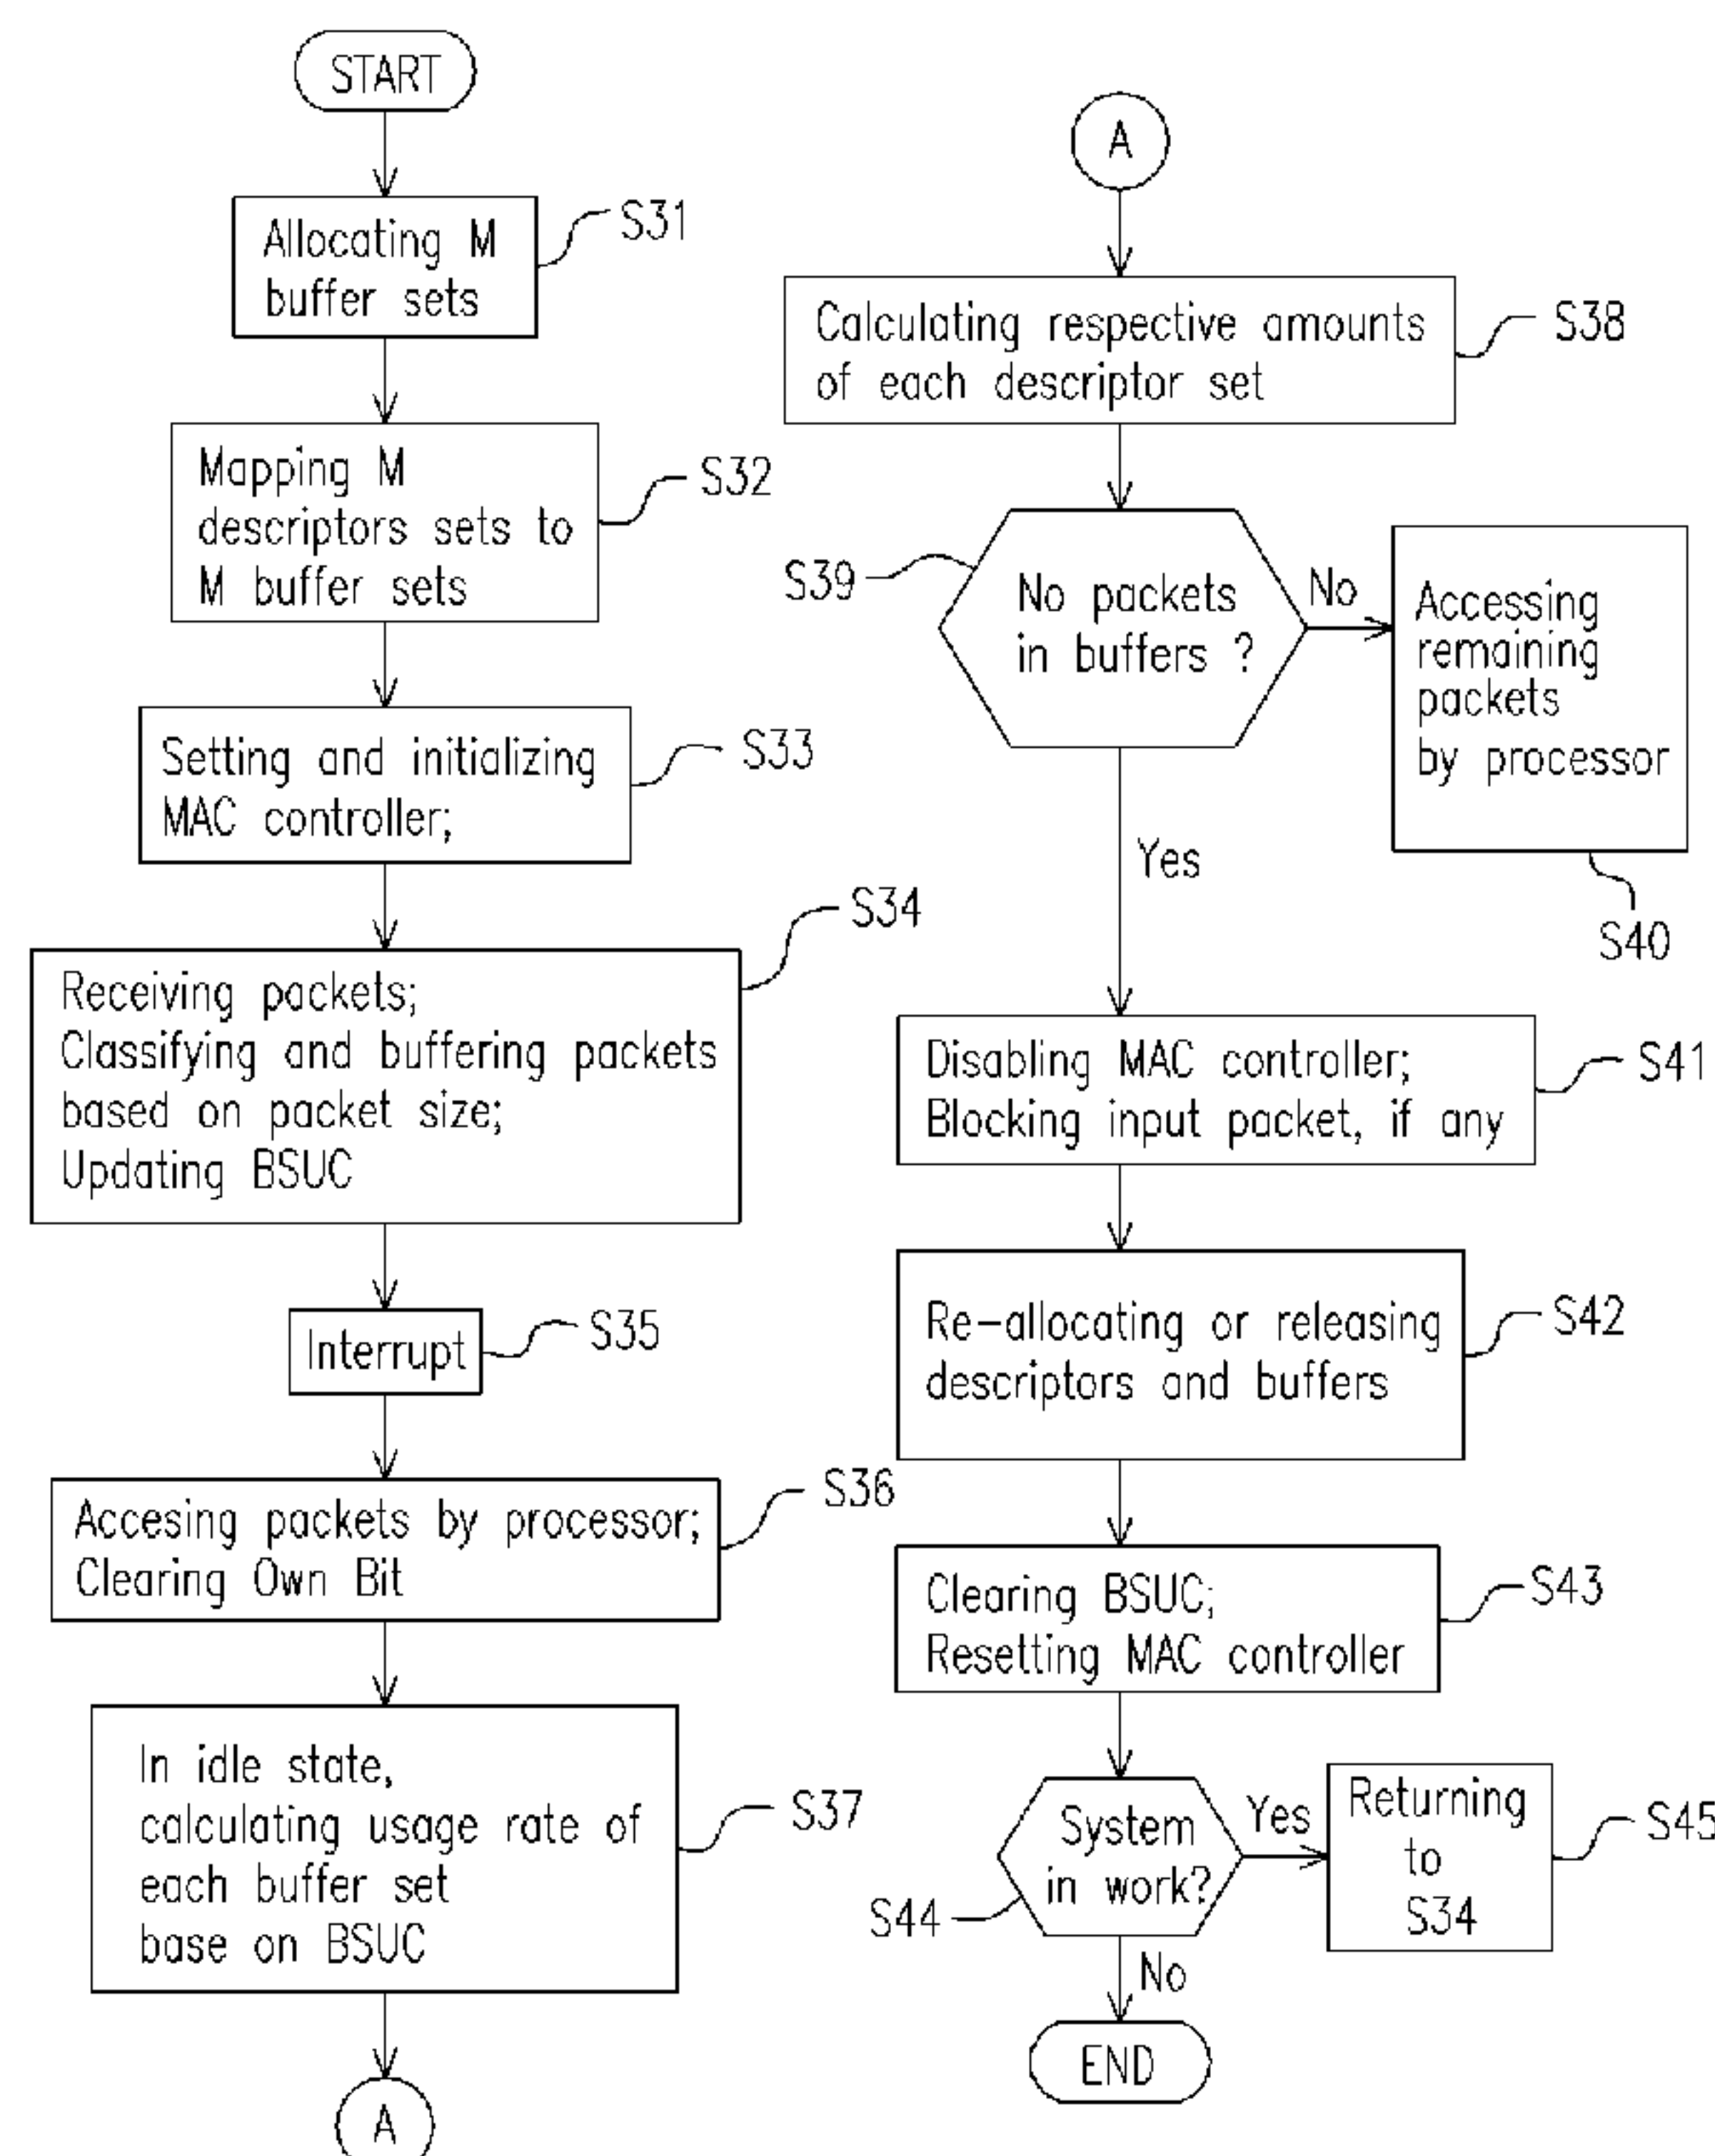 START
Allocating M
buffer sets
S31
Mapping M
descriptors sets to
M buffer sets
S32
Setting and initializing
MAC controller;
S33
Receiving packets;
Classifying and buffering packets
based on packet size;
Updating BSUC
S34
Interrupt
S35
Accesing packets by processor;
Clearing Own Bit
S36
In idle state,
calculating usage rate of
each buffer set
base on BSUC
S37
A
A
Calculating respective amounts
of each descriptor set
S38
S39
No packets
in buffers ?
No
Accessing
remaining
packets
by processor
S40
Yes
Disabling MAC controller;
Blocking input packet, if any
S41
Re-allocating or releasing
descriptors and buffers
S42
Clearing BSUC;
Resetting MAC controller
S43
System
in work?
S44
Yes
Returning
to
S34
S45
No
END